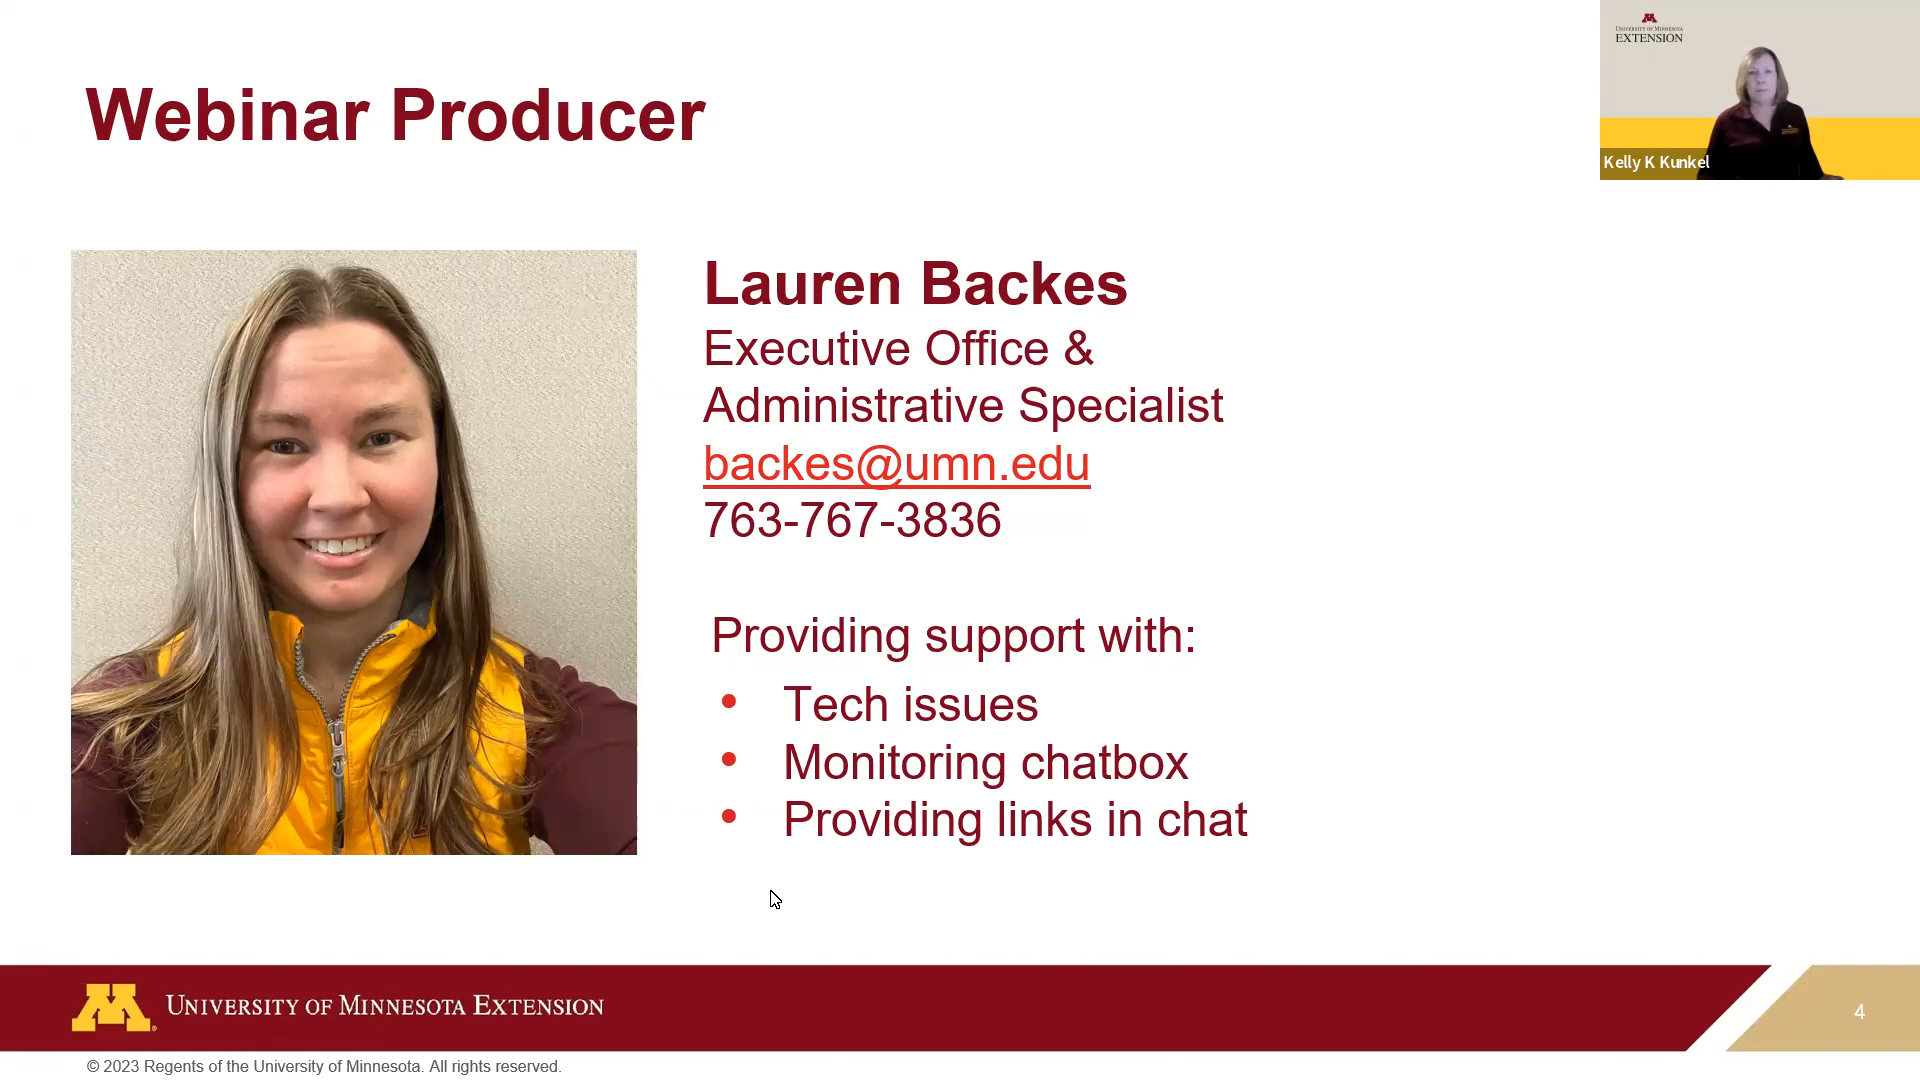 Webinar Producer
UNIVERSITY OF MINNESOTA
EXTENSION
Kelly K Kunkel
Lauren Backes
Executive Office &
Administrative Specialist
backes@umn.edu
763-767-3836
Providing support with:
• Tech issues
• Monitoring chatbox
• Providing links in chat
M
UNIVERSITY OF MINNESOTA EXTENSION
4
© 2023 Regents of the University of Minnesota. All rights reserved.